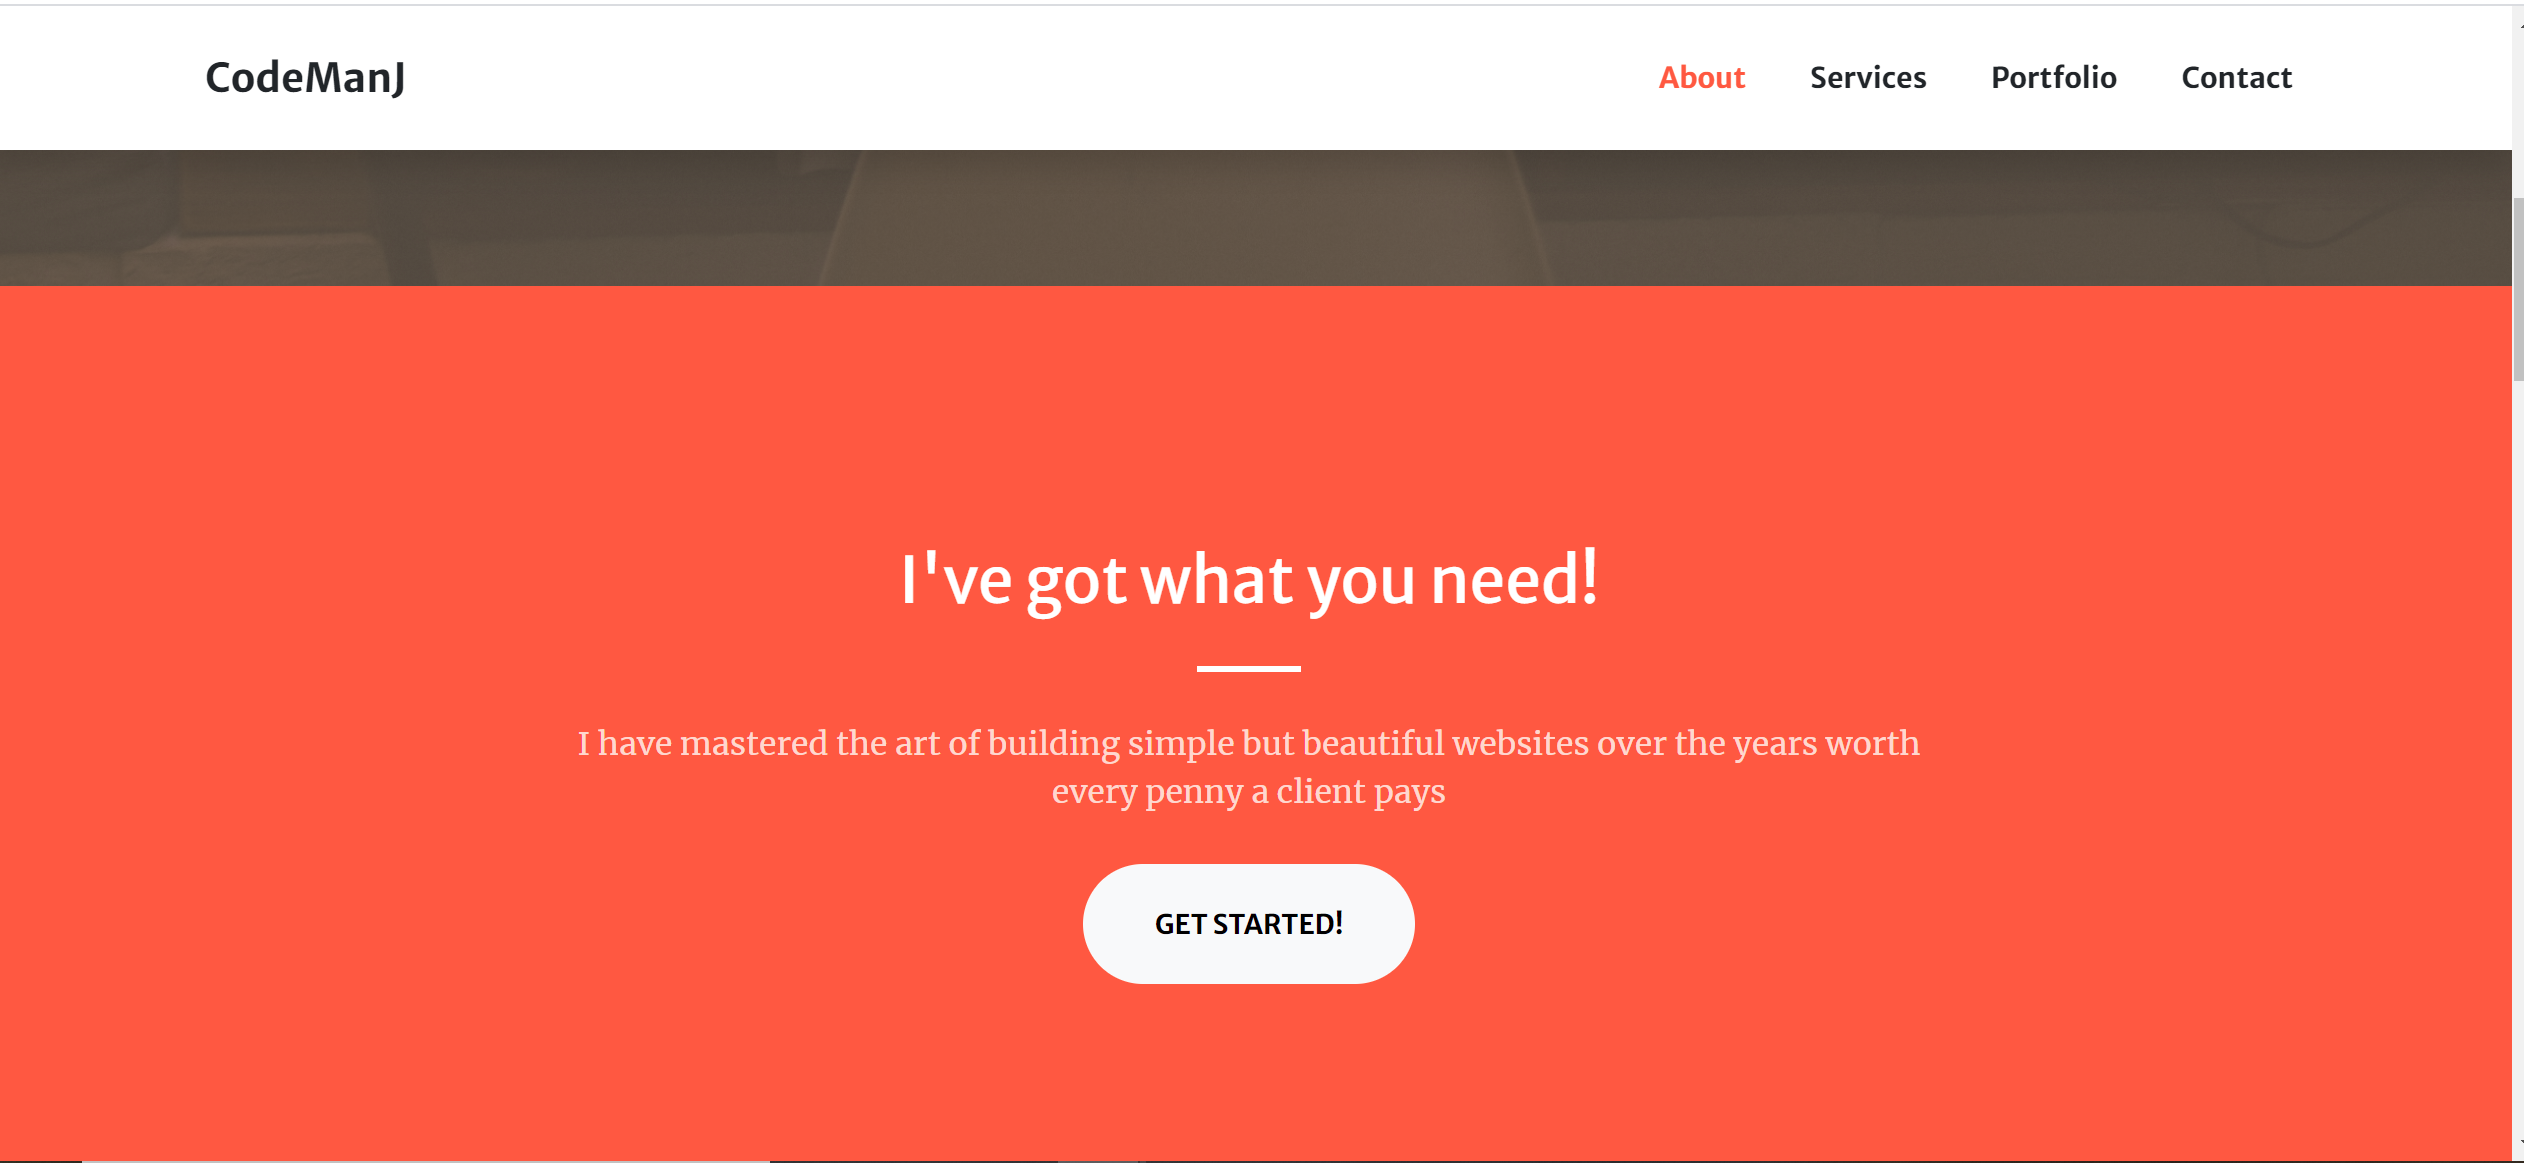 CodeManJ
About Services Portfolio Contact
I've got what you need!
I have mastered the art of building simple but beautiful websites over the years worth
every penny a client pays
GET STARTED!